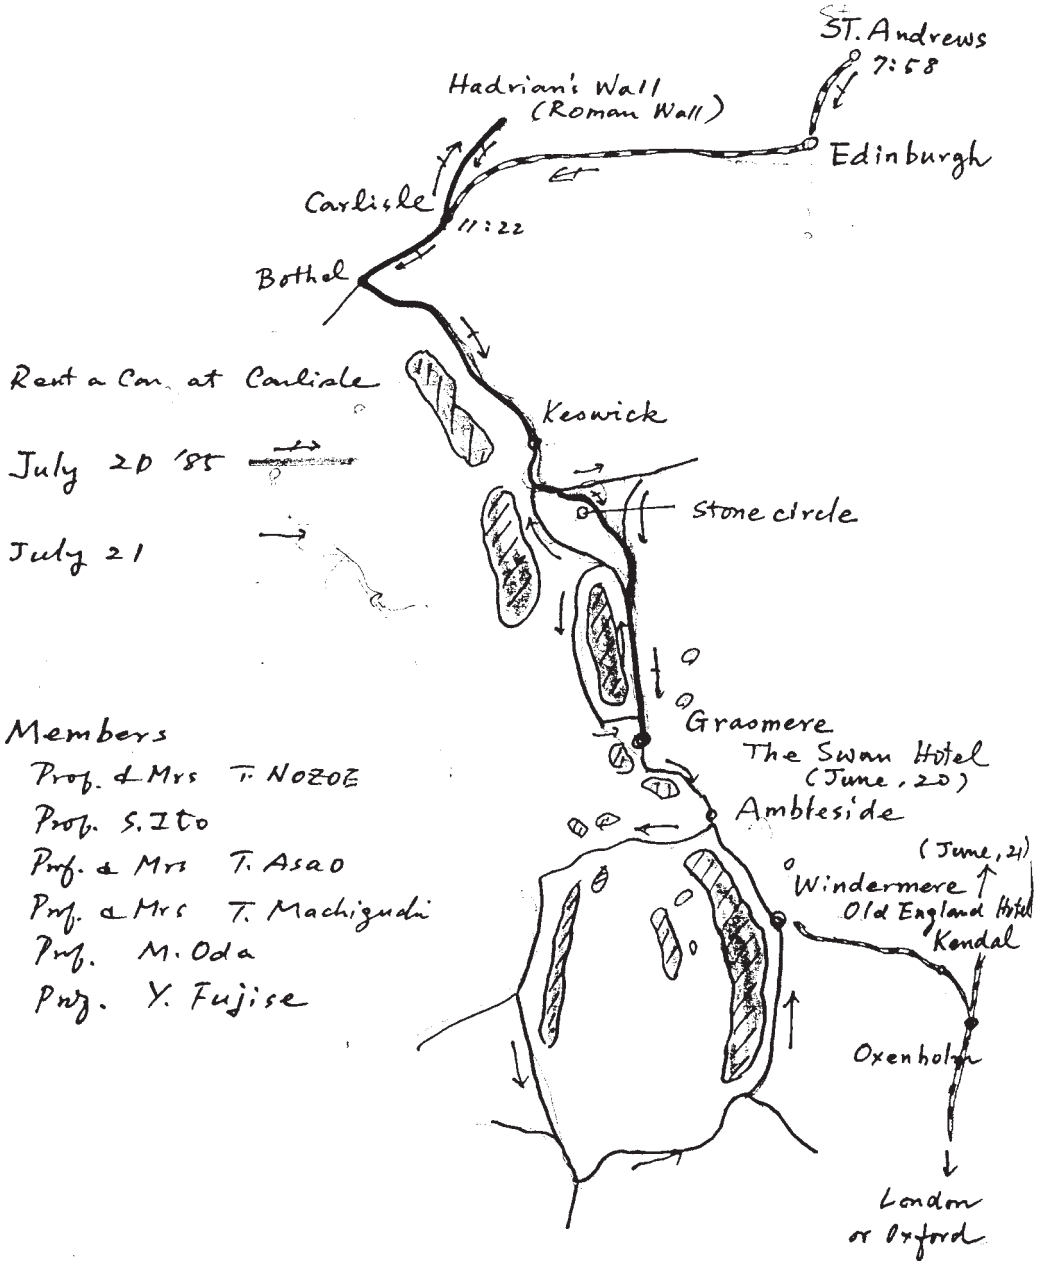 ST. Andrews
7:58
Hadrian's Wall
(Roman Wall)
Edinburgh
Carlisle
11:22
Bothel
Rent a Car, at Carlisle
Keswick
July 20 '85
Stone circle
July 21
Grasmere
The Swan Hotel
(June, 20)
Members
Prof. & Mrs T. NOZOE
Ambleside
Prof. S. Ito
(June, 21)
Prof. & Mrs T. Asao
Windermere
Old England Hotel
Prof. & Mrs T. Machiguchi
Kendal
Prof. M. Oda
Prof. Y. Fujise
Oxenholm
London
or Oxford